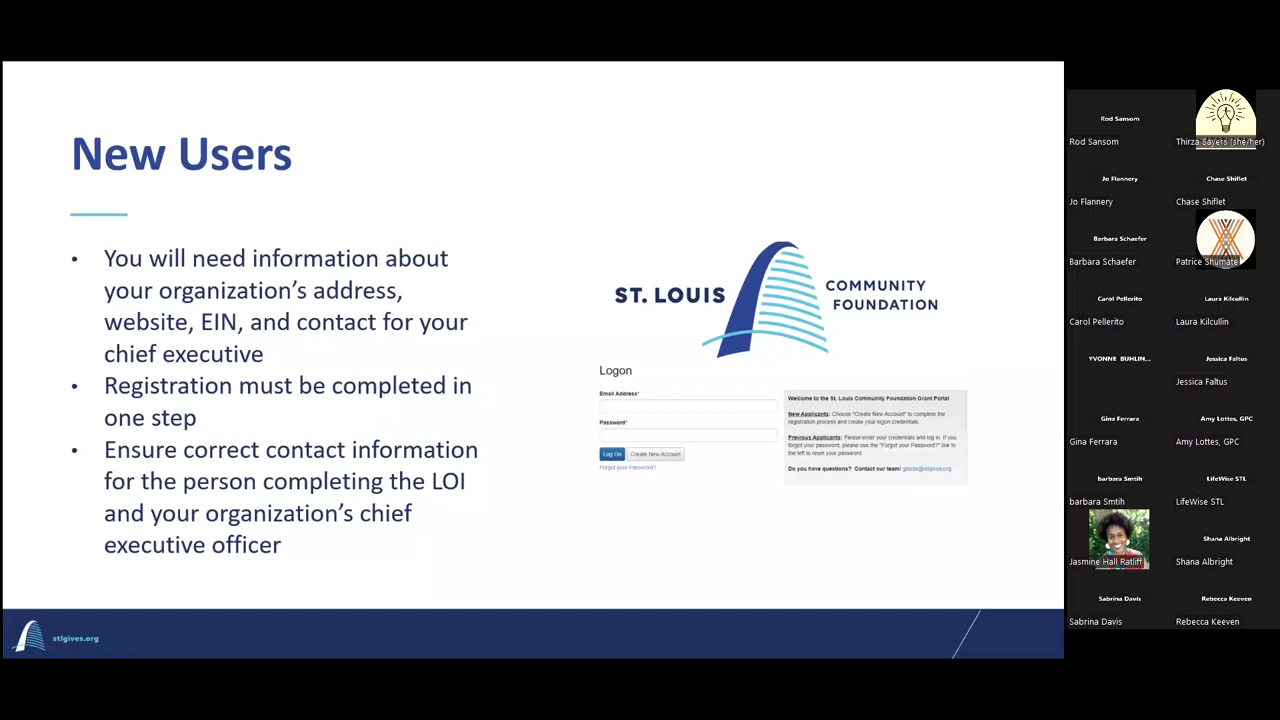 New Users
• You will need information about
your organization's address,
website, EIN, and contact for your
chief executive
• Registration must be completed in
one step
• Ensure correct contact information
for the person completing the LOI
and your organization's chief
executive officer
ST. LOUIS
COMMUNITY
FOUNDATION
Logon
Email Address*
Password*
Log On
Create New Account
Forgot your Password?
Welcome to the St. Louis Community Foundation Grant Portal
New Applicants: Choose "Create New Account" to complete the
registration process and create your logon credentials.
Previous Applicants: Please enter your credentials and log in. If you
forgot your password, please use the "Forgot your Password?" link to
the left to reset your password.
Do you have questions? Contact our team! grants@stlgives.org
stlgives.org
Rod Sansom
Rod Sansom
Thirza Sayers (she/her)
Jo Flannery
Chase Shiflet
Jo Flannery
Chase Shiflet
Barbara Schaefer
Barbara Schaefer
Patrice Shumate
Carol Pellerito
Laura Kilcullin
Carol Pellerito
Laura Kilcullin
YVONNE BUHLIN...
Jessica Faltus
Jessica Faltus
Gina Ferrara
Amy Lottes, GPC
Gina Ferrara
Amy Lottes, GPC
barbara Smtih
LifeWise STL
barbara Smtih
LifeWise STL
Shana Albright
Jasmine Hall Ratliff
Shana Albright
Sabrina Davis
Rebecca Keeven
Sabrina Davis
Rebecca Keeven